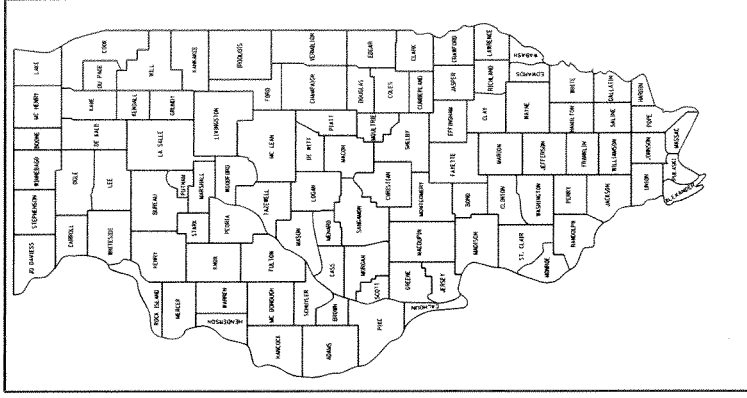 JO DAVIESS
STEPHENSON
WINNEBAGO
BOONE
MC HENRY
LAKE
CARROLL
OGLE
DE KALB
KANE
COOK
DU PAGE
WHITESIDE
LEE
KENDALL
WILL
ROCK ISLAND
HENRY
BUREAU
LA SALLE
GRUNDY
KANKAKEE
MERCER
PUTNAM
STARK
MARSHALL
LIVINGSTON
IROQUOIS
HENDERSON
WARREN
KNOX
PEORIA
WOODFORD
FORD
HANCOCK
MC DONOUGH
FULTON
TAZEWELL
MC LEAN
VERMILION
CHAMPAIGN
SCHUYLER
MASON
LOGAN
DE WITT
PIATT
ADAMS
BROWN
CASS
MENARD
MACON
DOUGLAS
EDGAR
PIKE
SCOTT
MORGAN
SANGAMON
CHRISTIAN
MOULTRIE
COLES
CALHOUN
GREENE
MACOUPIN
MONTGOMERY
SHELBY
CUMBERLAND
CLARK
JERSEY
MADISON
BOND
FAYETTE
EFFINGHAM
JASPER
CRAWFORD
CLAY
RICHLAND
LAWRENCE
MONROE
ST. CLAIR
CLINTON
MARION
WAYNE
EDWARDS
WABASH
WASHINGTON
JEFFERSON
RANDOLPH
PERRY
FRANKLIN
HAMILTON
WHITE
JACKSON
WILLIAMSON
SALINE
GALLATIN
UNION
JOHNSON
POPE
HARDIN
ALEXANDER
PULASKI
MASSAC